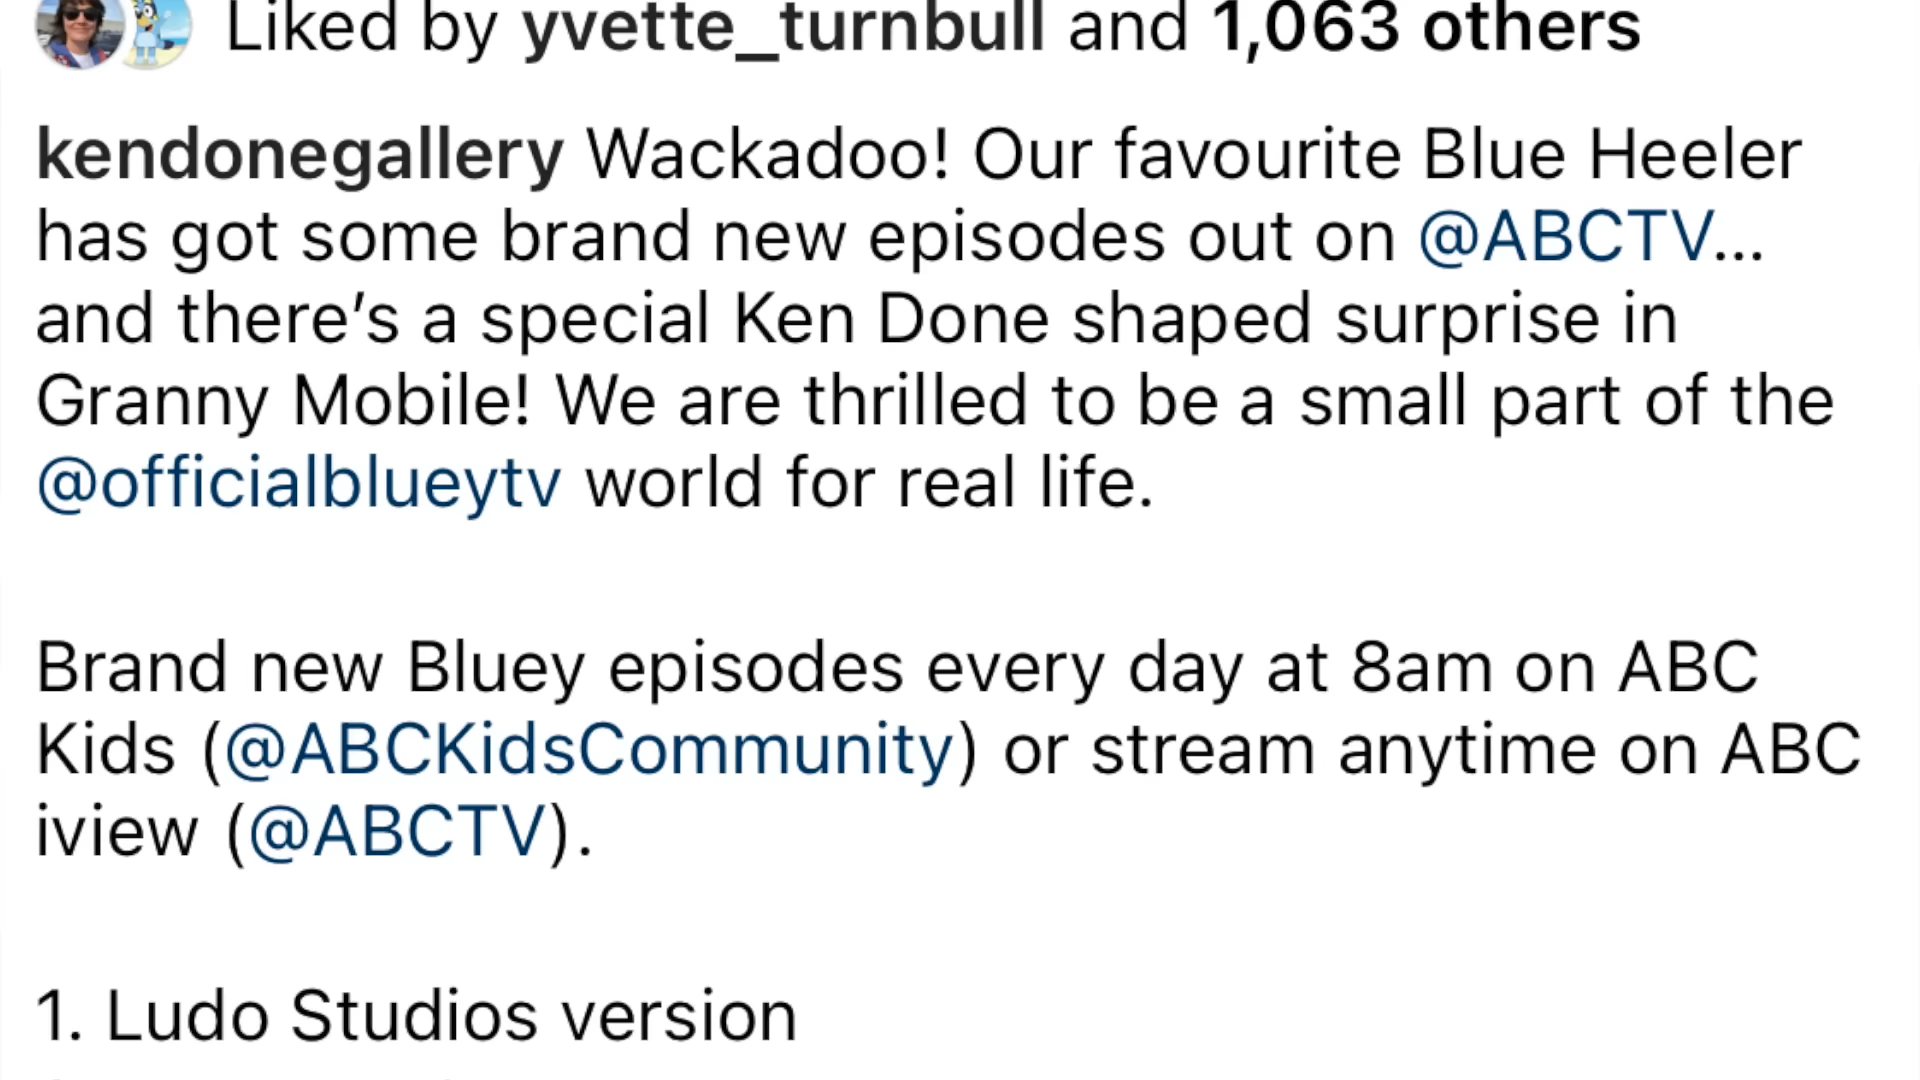 Liked by yvette_turnbull and 1,063 others
kendonegallery Wackadoo! Our favourite Blue Heeler
has got some brand new episodes out on @ABCTV...
and there’s a special Ken Done shaped surprise in
Granny Mobile! We are thrilled to be a small part of the
@officialblueytv world for real life.
Brand new Bluey episodes every day at 8am on ABC
Kids (@ABCKidsCommunity) or stream anytime on ABC
iview (@ABCTV).
1. Ludo Studios version